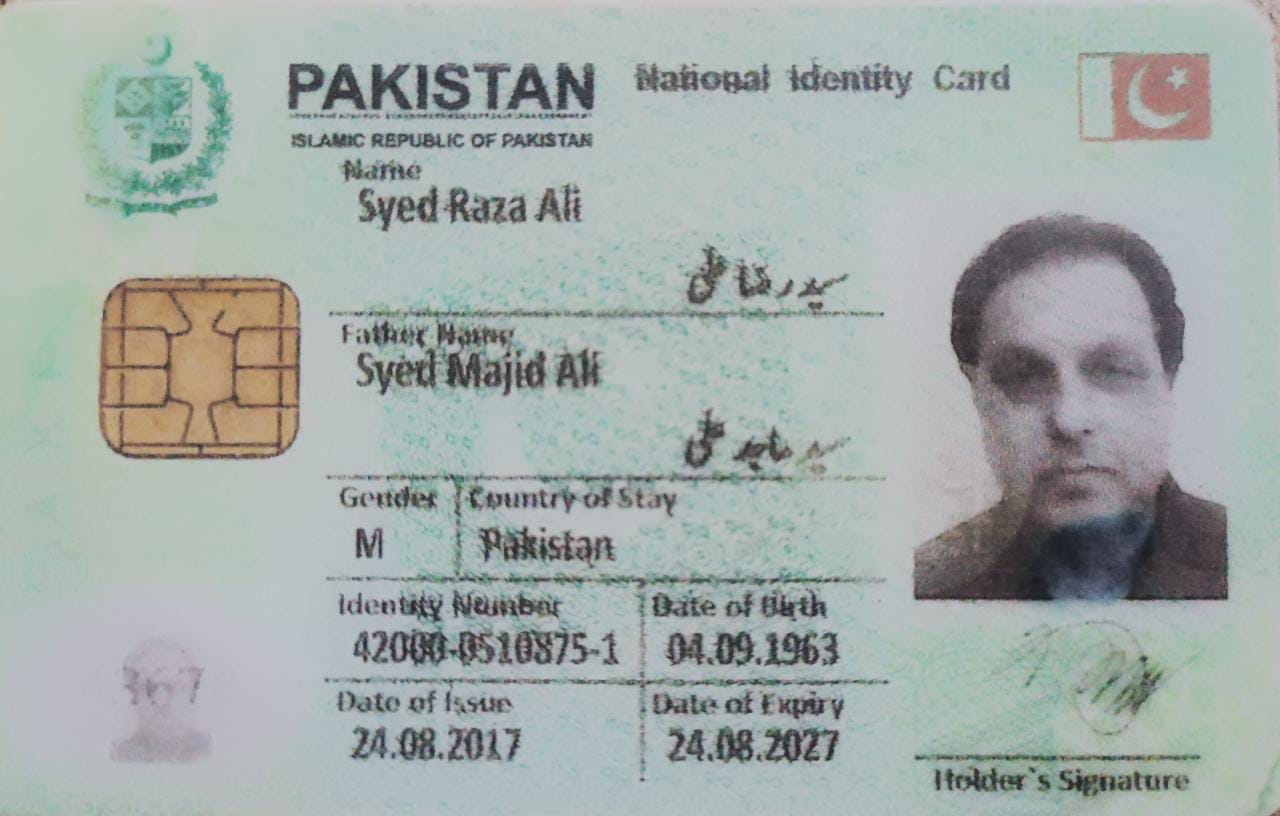 PAKISTAN National Identity Card
ISLAMIC REPUBLIC OF PAKISTAN
Name
Syed Raza Ali
سید رضا علی
Father Name
Syed Majid Ali
سید ماجد علی
Gender Country of Stay
M Pakistan
Identity Number Date of Birth
42000-0510875-1 04.09.1963
Date of Issue Date of Expiry
24.08.2017 24.08.2027
Holder's Signature